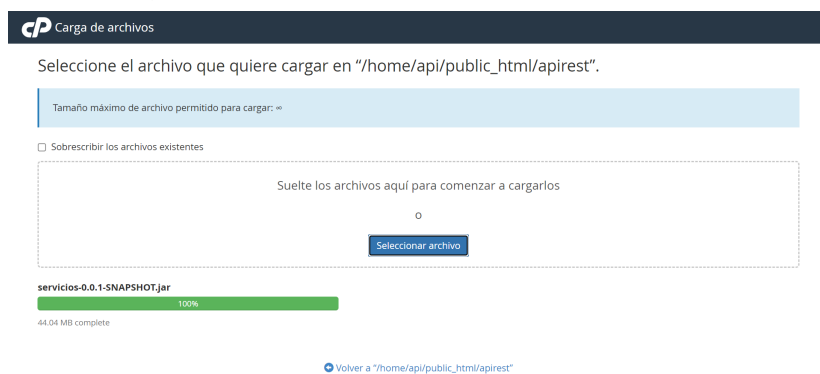 cP Carga de archivos
Seleccione el archivo que quiere cargar en “/home/api/public_html/apirest”.
Tamaño máximo de archivo permitido para cargar: ∞
Sobrescribir los archivos existentes
Suelte los archivos aquí para comenzar a cargarlos
o
Seleccionar archivo
servicios-0.0.1-SNAPSHOT.jar
100%
44.04 MB complete
Volver a “/home/api/public_html/apirest”